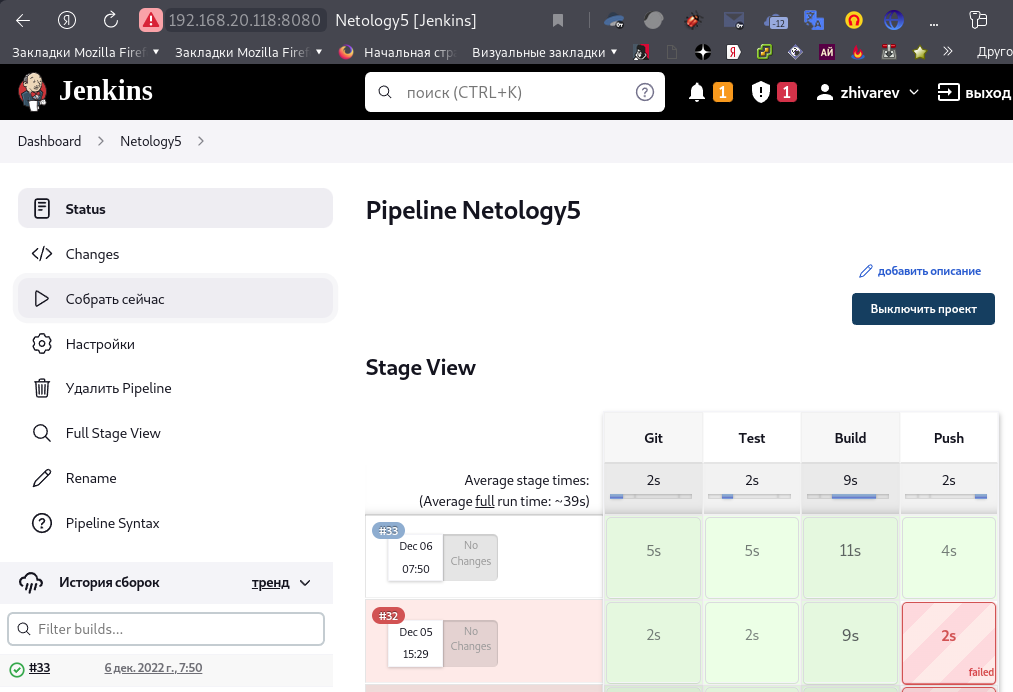 192.168.20.118:8080 Netology5 [Jenkins]
-12
...
Закладки Mozilla Firef Закладки Mozilla Firef Начальная стр Визуальные закладки Я АЙ » Друго
Jenkins
поиск (CTRL+K)
1
1
zhivarev
выход
Dashboard
Netology5
Status
Changes
Собрать сейчас
Настройки
Удалить Pipeline
Full Stage View
Rename
Pipeline Syntax
История сборок
тренд
Filter builds...
#33
6 дек. 2022 г., 7:50
Pipeline Netology5
добавить описание
Выключить проект
Stage View
Git Test Build Push
Average stage times:
(Average full run time: ~39s)
2s 2s 9s 2s
#33
Dec 06
07:50
No
Changes
5s 5s 11s 4s
#32
Dec 05
15:29
No
Changes
2s 2s 9s 2s
failed